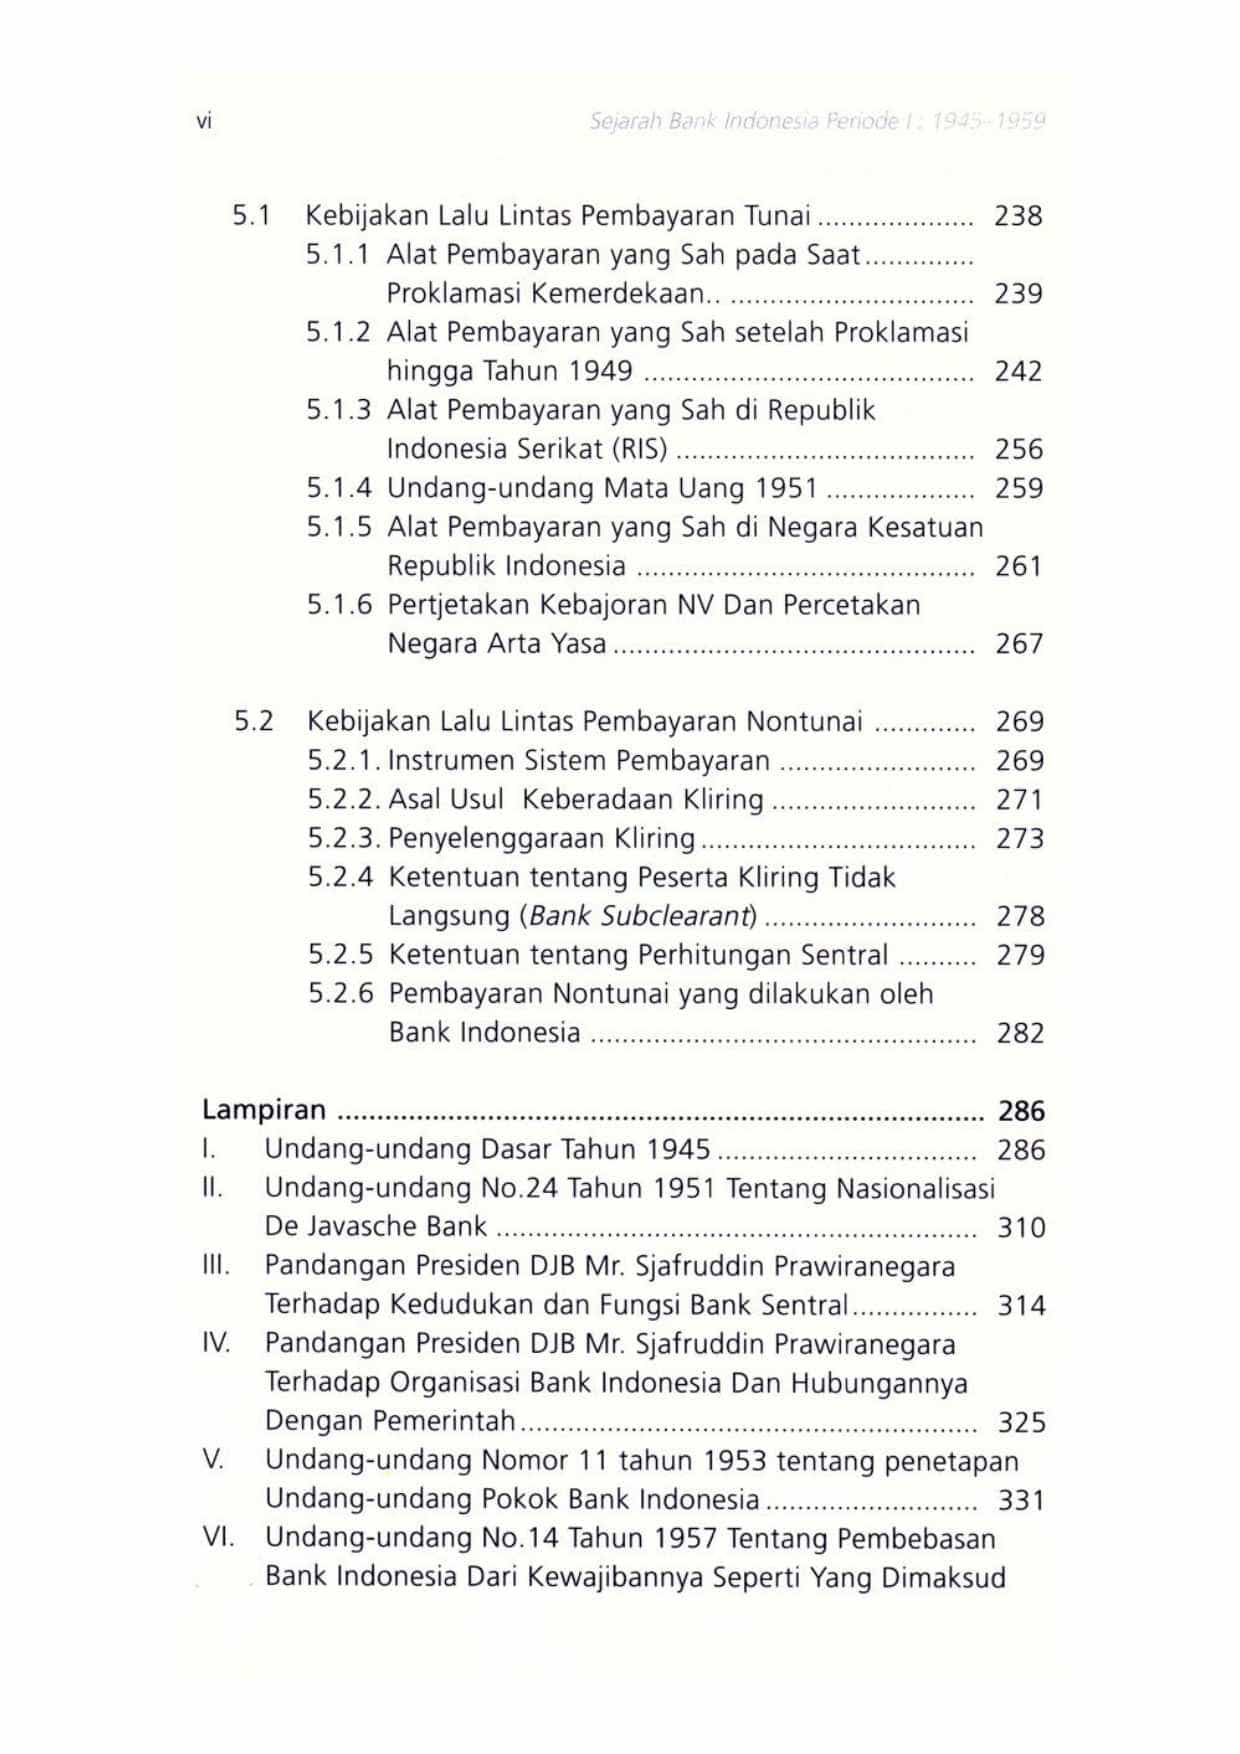 vi
Sejarah Bank Indonesia Periode I : 1945-1959
5.1 Kebijakan Lalu Lintas Pembayaran Tunai .................... 238
5.1.1 Alat Pembayaran yang Sah pada Saat..............
Proklamasi Kemerdekaan.. ............................... 239
5.1.2 Alat Pembayaran yang Sah setelah Proklamasi
hingga Tahun 1949 .......................................... 242
5.1.3 Alat Pembayaran yang Sah di Republik
Indonesia Serikat (RIS) ...................................... 256
5.1.4 Undang-undang Mata Uang 1951 ................... 259
5.1.5 Alat Pembayaran yang Sah di Negara Kesatuan
Republik Indonesia ........................................... 261
5.1.6 Pertjetakan Kebajoran NV Dan Percetakan
Negara Arta Yasa .............................................. 267
5.2 Kebijakan Lalu Lintas Pembayaran Nontunai ............. 269
5.2.1. Instrumen Sistem Pembayaran ......................... 269
5.2.2. Asal Usul Keberadaan Kliring .......................... 271
5.2.3. Penyelenggaraan Kliring ................................... 273
5.2.4 Ketentuan tentang Peserta Kliring Tidak
Langsung (Bank Subclearant) ........................... 278
5.2.5 Ketentuan tentang Perhitungan Sentral .......... 279
5.2.6 Pembayaran Nontunai yang dilakukan oleh
Bank Indonesia ................................................. 282
Lampiran ................................................................................. 286
I. Undang-undang Dasar Tahun 1945 ................................. 286
II. Undang-undang No.24 Tahun 1951 Tentang Nasionalisasi
De Javasche Bank ............................................................. 310
III. Pandangan Presiden DJB Mr. Sjafruddin Prawiranegara
Terhadap Kedudukan dan Fungsi Bank Sentral................ 314
IV. Pandangan Presiden DJB Mr. Sjafruddin Prawiranegara
Terhadap Organisasi Bank Indonesia Dan Hubungannya
Dengan Pemerintah.......................................................... 325
V. Undang-undang Nomor 11 tahun 1953 tentang penetapan
Undang-undang Pokok Bank Indonesia ........................... 331
VI. Undang-undang No.14 Tahun 1957 Tentang Pembebasan
Bank Indonesia Dari Kewajibannya Seperti Yang Dimaksud